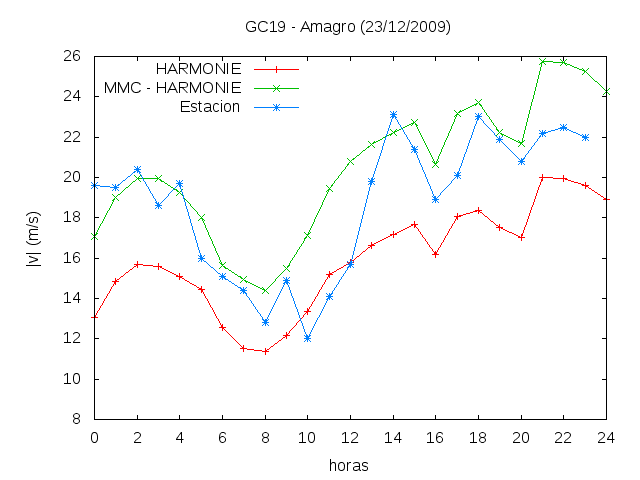 GC19 - Amagro (23/12/2009)
HARMONIE
MMC - HARMONIE
Estacion
|v| (m/s)
26
24
22
20
18
16
14
12
10
8
0 2 4 6 8 10 12 14 16 18 20 22 24
horas